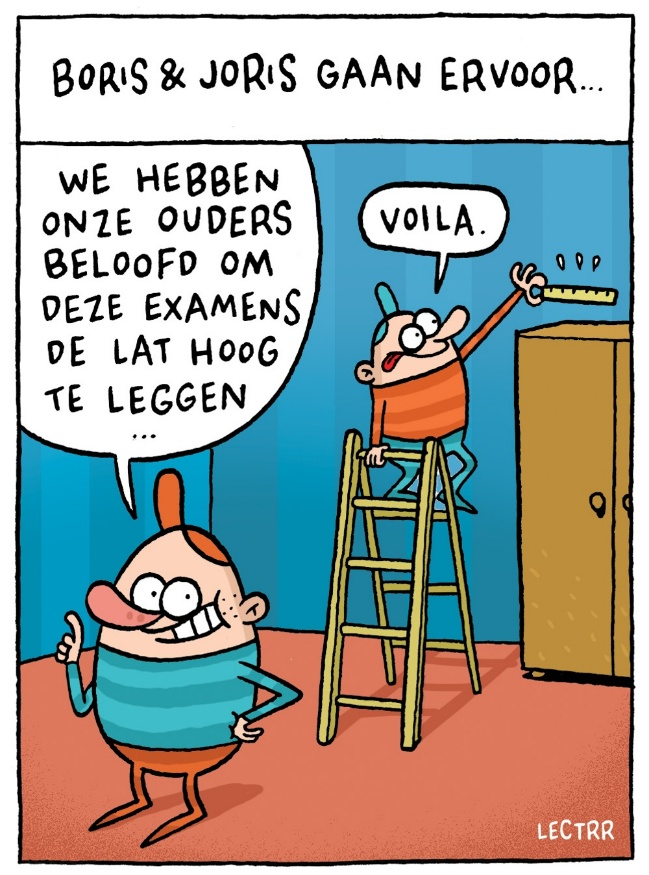 BORIS & JORIS GAAN ERVOOR...
WE HEBBEN
ONZE OUDERS
BELOOFD OM
DEZE EXAMENS
DE LAT HOOG
TE LEGGEN
...
VOILA.
LECTRR